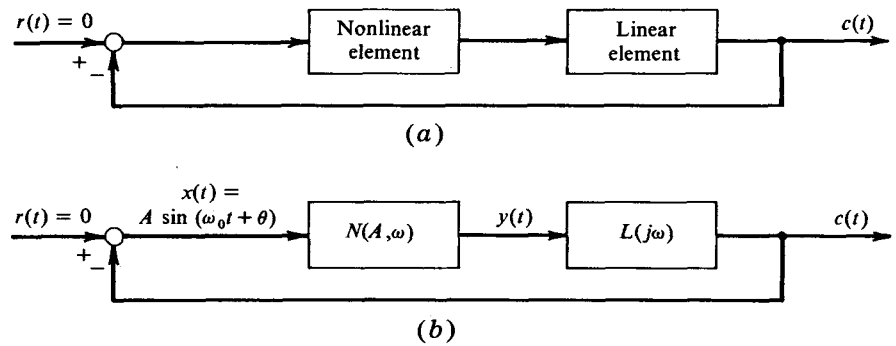 r(t) = 0
+
−
Nonlinear
element
Linear
element
c(t)
(a)
r(t) = 0
x(t) =
A sin (ω₀t + θ)
+
−
N(A,ω)
y(t)
L(jω)
c(t)
(b)